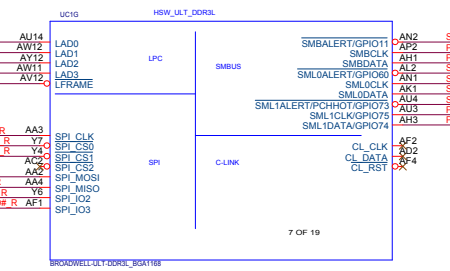 UC1G
HSW_ULT_DDR3L
AU14 LAD0
AW12 LAD1
AY12 LAD2
AW11 LAD3
AV12 LFRAME
LPC
SMBUS
AN2 SMBALERT/GPIO11
AP2 SMBCLK
AH1 SMBDATA
AL2 SML0ALERT/GPIO60
AN1 SML0CLK
AK1 SML0DATA
AU4 SML1ALERT/PCHHOT/GPIO73
AU3 SML1CLK/GPIO75
AH3 SML1DATA/GPIO74
R AA3 SPI_CLK
R Y7 SPI_CS0
R Y4 SPI_CS1
AC2 SPI_CS2
AA2 SPI_MOSI
AA4 SPI_MISO
R Y6 SPI_IO2
#_R AF1 SPI_IO3
SPI
C-LINK
AF2 CL_CLK
AD2 CL_DATA
AF4 CL_RST
7 OF 19
BROADWELL-ULT-DDR3L_BGA1168